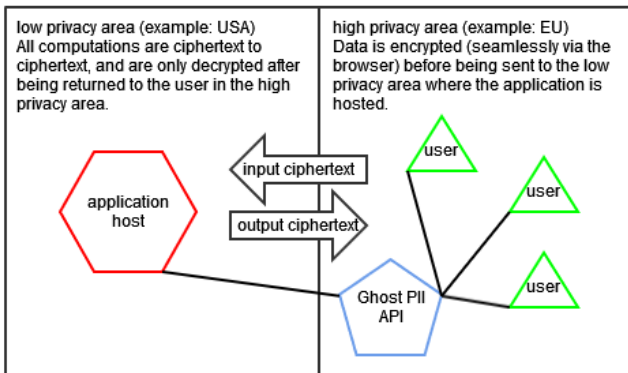 low privacy area (example: USA)
All computations are ciphertext to
ciphertext, and are only decrypted after
being returned to the user in the high
privacy area.
high privacy area (example: EU)
Data is encrypted (seamlessly via the
browser) before being sent to the low
privacy area where the application is
hosted.
user
input ciphertext
user
application
host
output ciphertext
user
Ghost PII
API